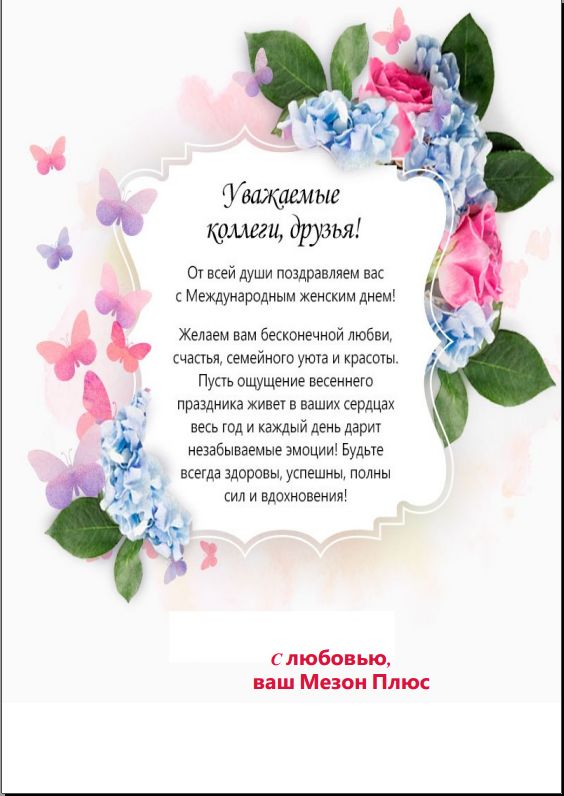 Уважаемые
коллеги, друзья!
От всей души поздравляем вас
с Международным женским днем!
Желаем вам бесконечной любви,
счастья, семейного уюта и красоты.
Пусть ощущение весеннего
праздника живет в ваших сердцах
весь год и каждый день дарит
незабываемые эмоции! Будьте
всегда здоровы, успешны, полны
сил и вдохновения!
С любовью,
ваш Мезон Плюс